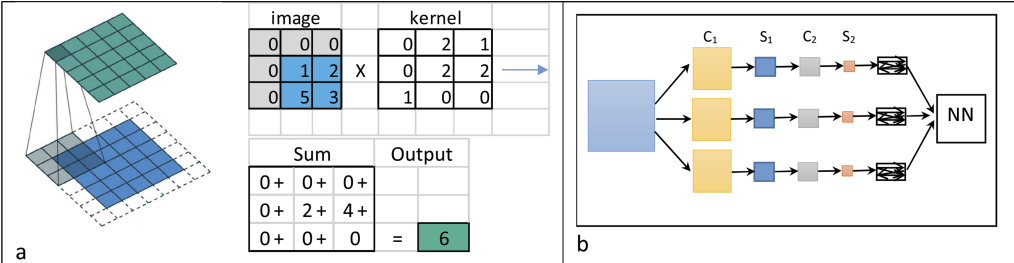 image kernel
0 0 0 0 2 1
0 1 2 X 0 2 2
0 5 3 1 0 0
Sum Output
0+ 0+ 0+
0+ 2+ 4+
0+ 0+ 0 = 6
a
C₁ S₁ C₂ S₂
NN
b